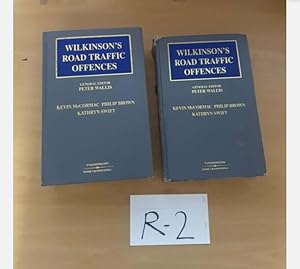 WILKINSON'S
ROAD TRAFFIC
OFFENCES
GENERAL EDITOR
PETER WALLIS
KEVIN McCORMAC PHILIP BROWN
KATHRYN SWIFT
WILKINSON'S
ROAD TRAFFIC
OFFENCES
GENERAL EDITOR
PETER WALLIS
KEVIN McCORMAC PHILIP BROWN
KATHRYN SWIFT
R-2